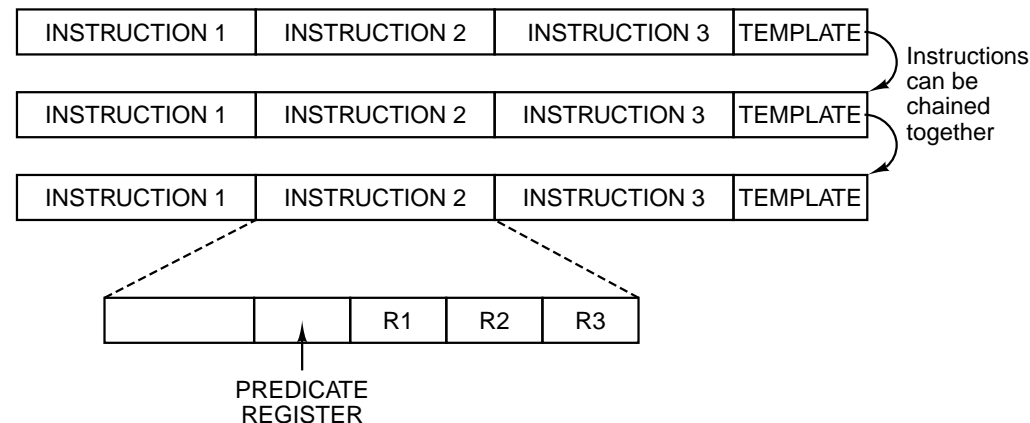 INSTRUCTION 1 INSTRUCTION 2 INSTRUCTION 3 TEMPLATE
Instructions
can be
chained
together
INSTRUCTION 1 INSTRUCTION 2 INSTRUCTION 3 TEMPLATE
INSTRUCTION 1 INSTRUCTION 2 INSTRUCTION 3 TEMPLATE
R1 R2 R3
PREDICATE
REGISTER